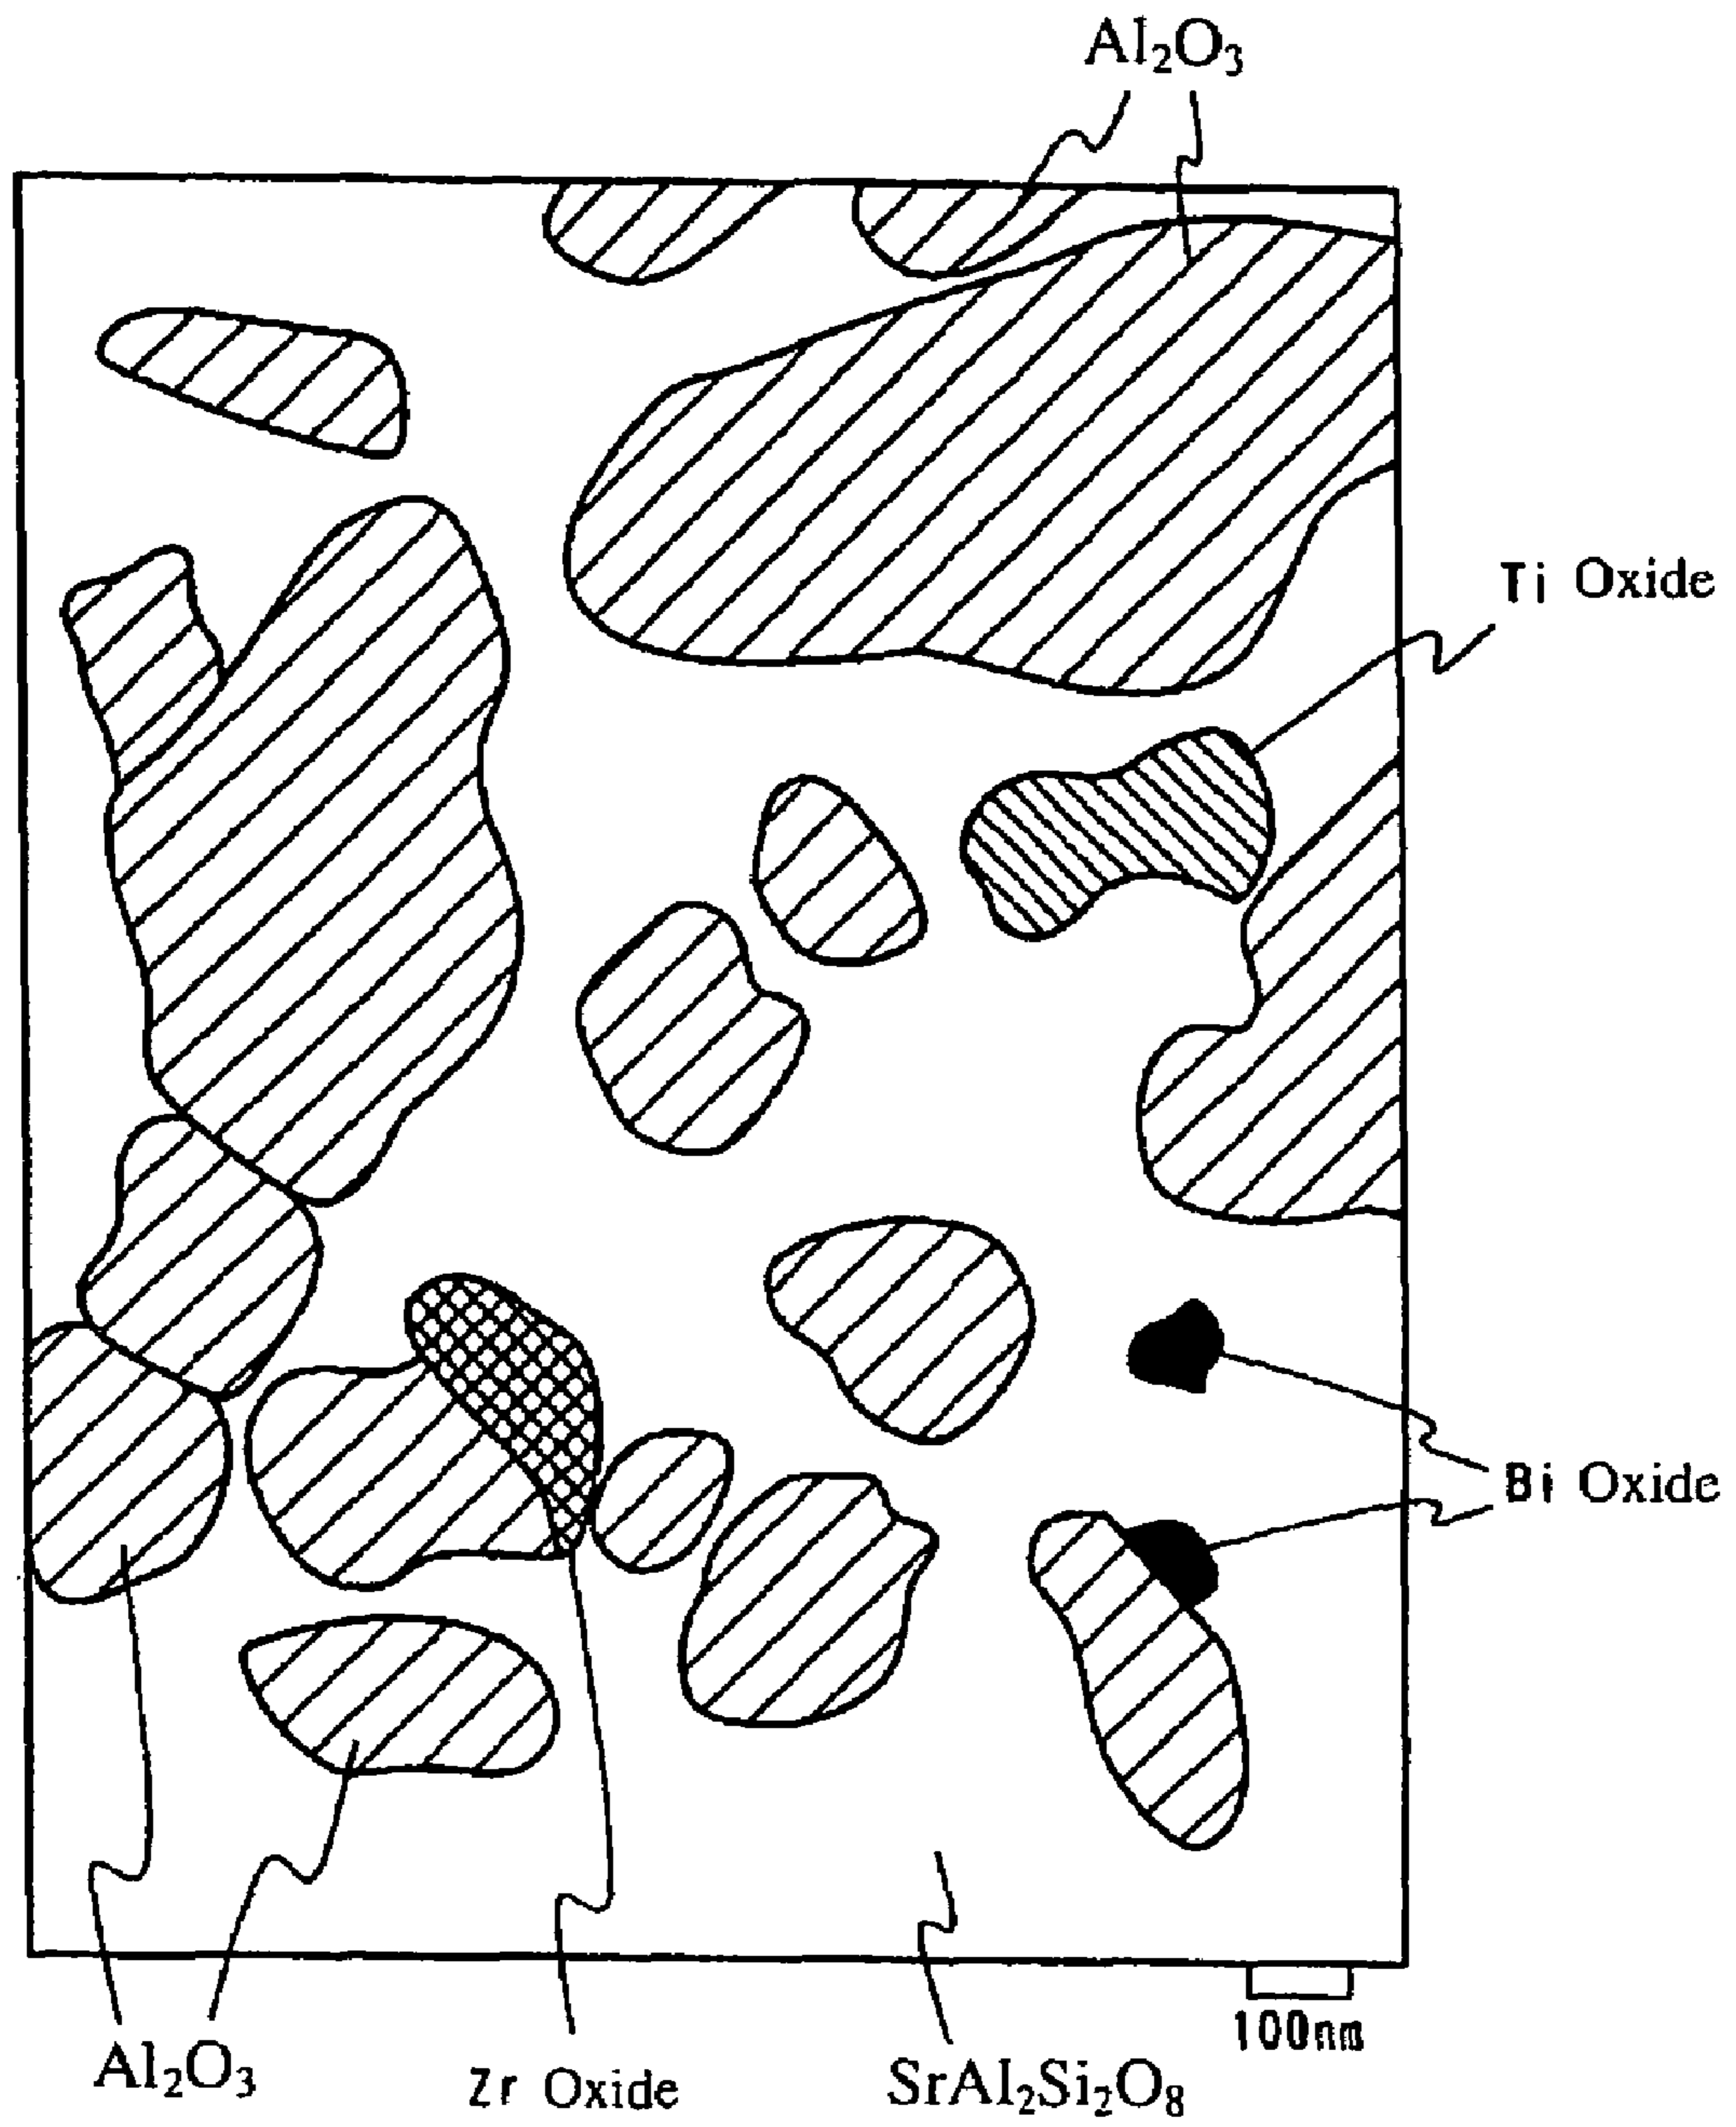 Al₂O₃
Ti Oxide
Bi Oxide
100nm
Al₂O₃
Zr Oxide
SrAl₂Si₂O₈